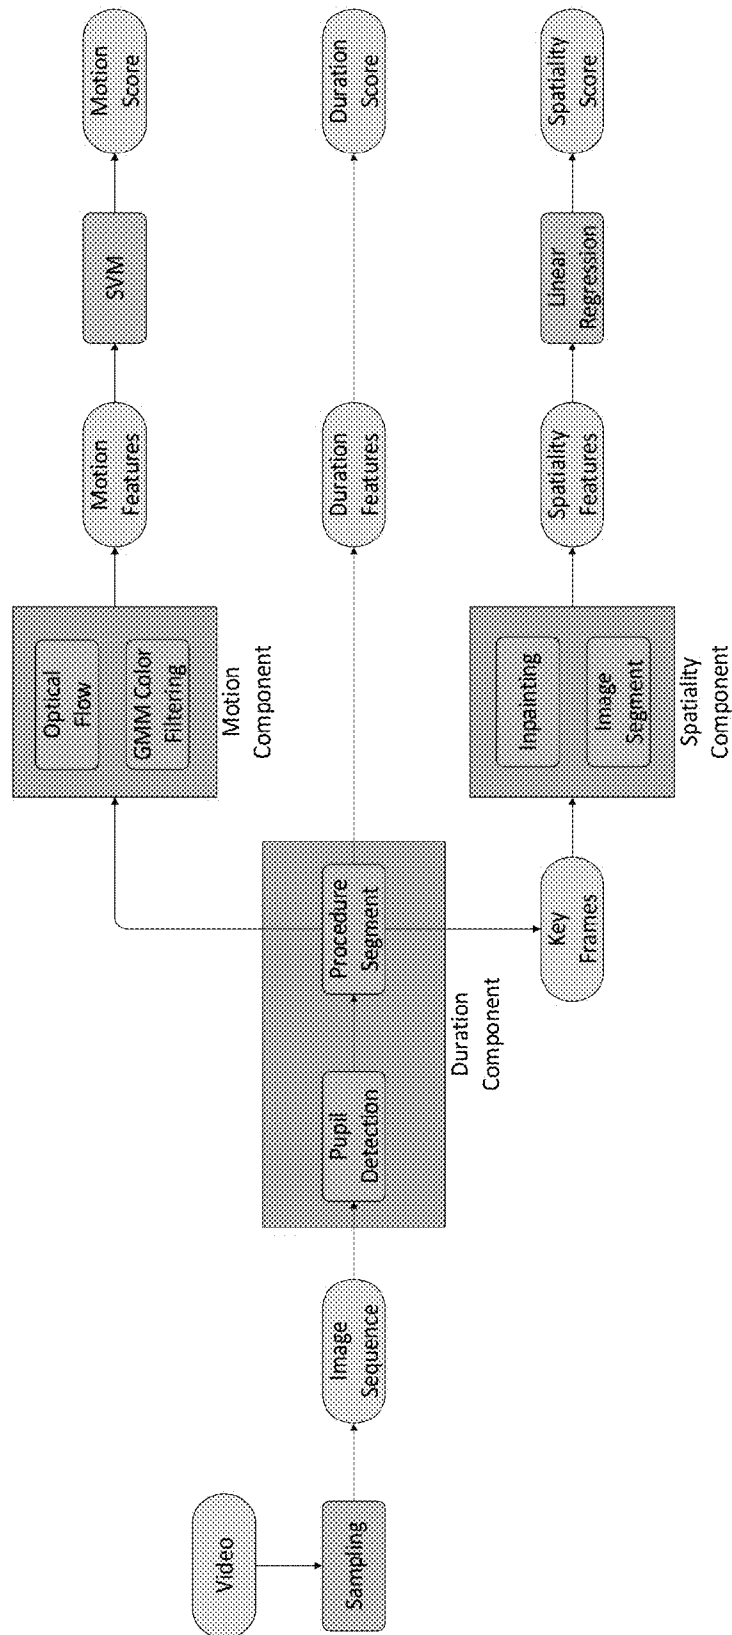 Video
Sampling
Image
Sequence
Pupil
Detection
Procedure
Segment
Duration
Component
Key
Frames
Optical
Flow
GMM Color
Filtering
Motion
Component
Inpainting
Image
Segment
Spatiality
Component
Motion
Features
Duration
Features
Spatiality
Features
SVM
Linear
Regression
Motion
Score
Duration
Score
Spatiality
Score